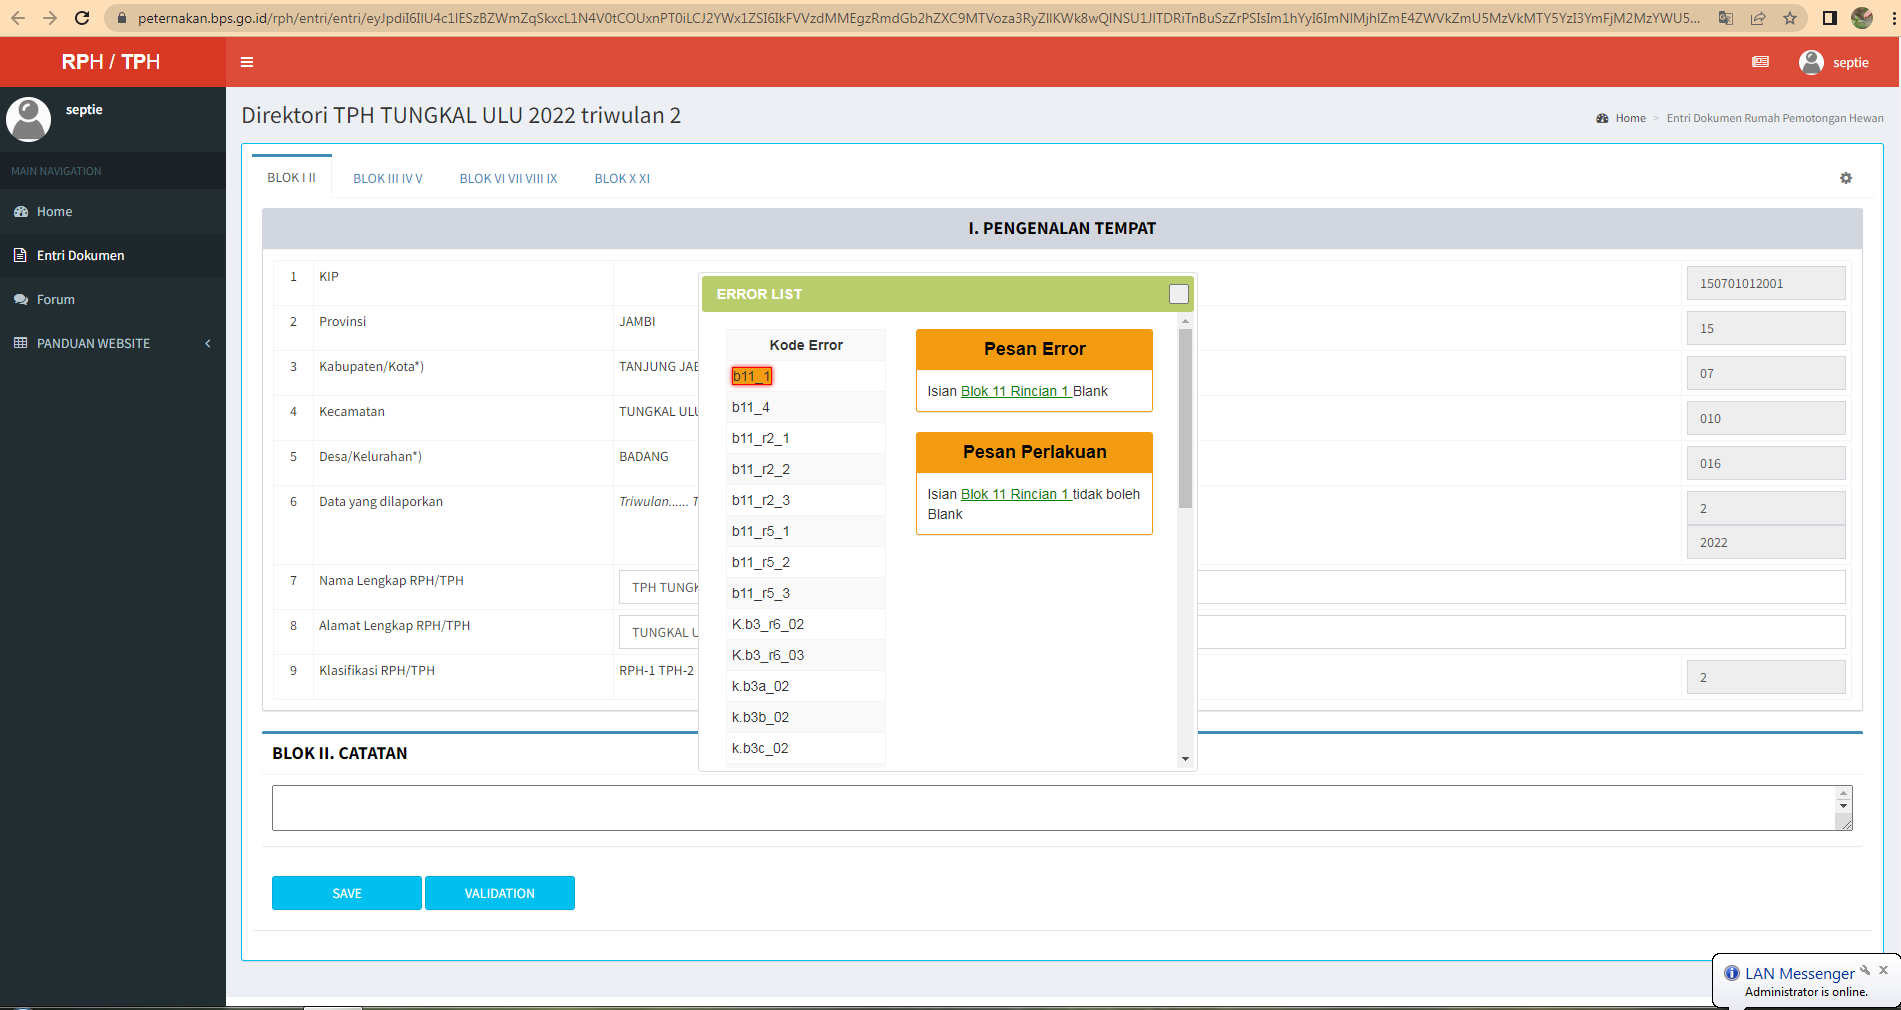 peternakan.bps.go.id/rph/entri/entri/
RPH / TPH
septie
septie
Direktori TPH TUNGKAL ULU 2022 triwulan 2
Home > Entri Dokumen Rumah Pemotongan Hewan
MAIN NAVIGATION
Home
Entri Dokumen
Forum
PANDUAN WEBSITE
BLOK I II
BLOK III IV V
BLOK VI VII VIII IX
BLOK X XI
I. PENGENALAN TEMPAT
1 KIP 150701012001
2 Provinsi JAMBI 15
3 Kabupaten/Kota*) TANJUNG JAB 07
4 Kecamatan TUNGKAL ULU 010
5 Desa/Kelurahan*) BADANG 016
6 Data yang dilaporkan Triwulan...... T 2
2022
7 Nama Lengkap RPH/TPH TPH TUNGK
8 Alamat Lengkap RPH/TPH TUNGKAL U
9 Klasifikasi RPH/TPH RPH-1 TPH-2 2
ERROR LIST
Kode Error
b11_1
b11_4
b11_r2_1
b11_r2_2
b11_r2_3
b11_r5_1
b11_r5_2
b11_r5_3
K.b3_r6_02
K.b3_r6_03
k.b3a_02
k.b3b_02
k.b3c_02
Pesan Error
Isian Blok 11 Rincian 1 Blank
Pesan Perlakuan
Isian Blok 11 Rincian 1 tidak boleh
Blank
BLOK II. CATATAN
SAVE
VALIDATION
LAN Messenger
Administrator is online.